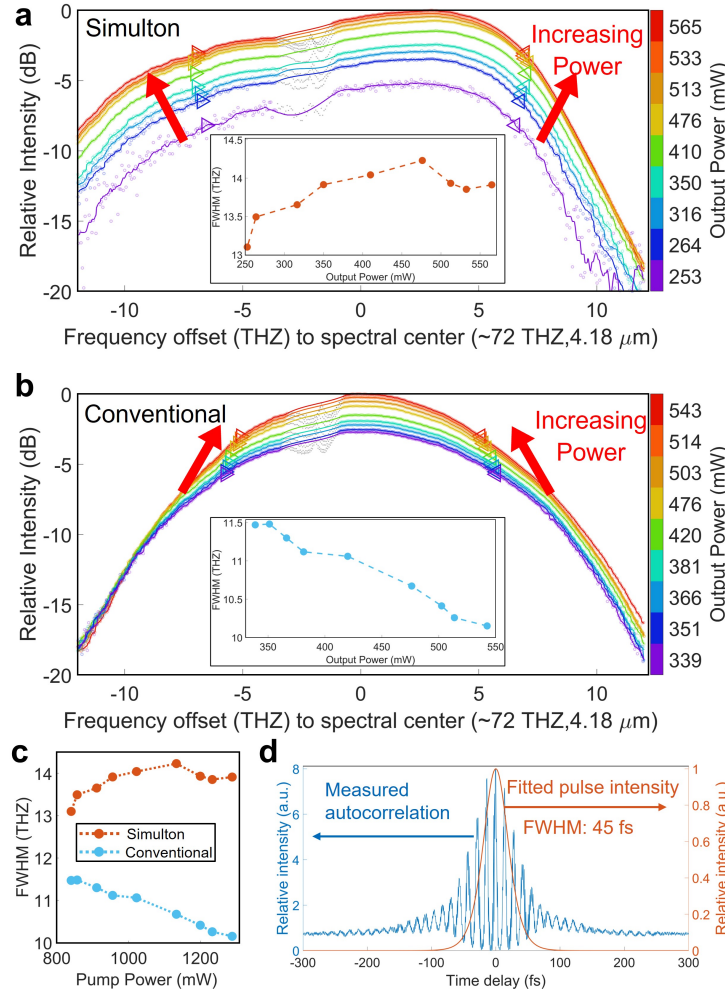 a
Simulton
Increasing
Power
Relative Intensity (dB)
0
-5
-10
-15
-20
-10
-5
0
5
10
Frequency offset (THZ) to spectral center (~72 THZ,4.18 μm)
FWHM (THZ)
14.5
14
13.5
13
250
300
350
400
450
500
550
Output Power (mW)
565
533
513
476
410
350
316
264
253
Output Power (mW)
b
Conventional
Increasing
Power
Relative Intensity (dB)
0
-5
-10
-15
-20
-10
-5
0
5
10
Frequency offset (THZ) to spectral center (~72 THZ,4.18 μm)
FWHM (THZ)
11.5
11
10.5
10
350
400
450
500
Output Power (mW)
543
514
503
476
420
381
366
351
339
Output Power (mW)
c
FWHM (THZ)
14
13
12
11
10
Simulton
Conventional
800
1000
1200
Pump Power (mW)
d
Relative intensity (a.u.)
8
6
4
2
0
Measured
autocorrelation
Fitted pulse intensity
FWHM: 45 fs
1
0.8
0.6
0.4
0.2
0
Relative intensity (a.u.)
-300
-200
-100
0
100
200
300
Time delay (fs)